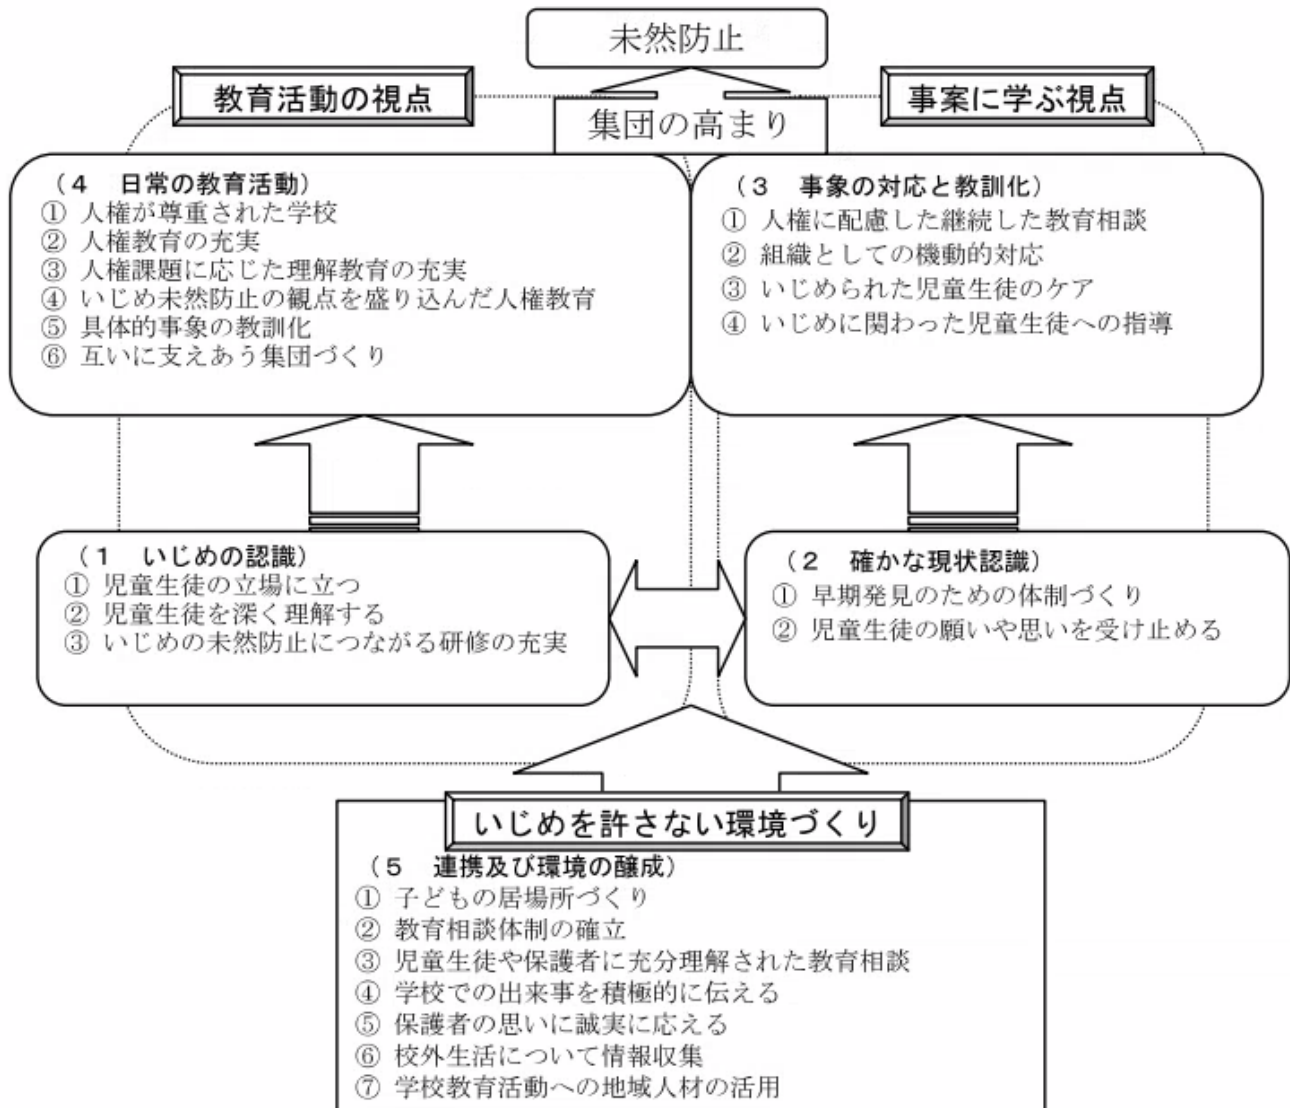 未然防止
教育活動の視点
事案に学ぶ視点
集団の高まり
(4 日常の教育活動)
① 人権が尊重された学校
② 人権教育の充実
③ 人権課題に応じた理解教育の充実
④ いじめ未然防止の観点を盛り込んだ人権教育
⑤ 具体的事象の教訓化
⑥ 互いに支えあう集団づくり
(3 事象の対応と教訓化)
① 人権に配慮した継続した教育相談
② 組織としての機動的対応
③ いじめられた児童生徒のケア
④ いじめに関わった児童生徒への指導
(1 いじめの認識)
① 児童生徒の立場に立つ
② 児童生徒を深く理解する
③ いじめの未然防止につながる研修の充実
(2 確かな現状認識)
① 早期発見のための体制づくり
② 児童生徒の願いや思いを受け止める
いじめを許さない環境づくり
(5 連携及び環境の醸成)
① 子どもの居場所づくり
② 教育相談体制の確立
③ 児童生徒や保護者に充分理解された教育相談
④ 学校での出来事を積極的に伝える
⑤ 保護者の思いに誠実に応える
⑥ 校外生活について情報収集
⑦ 学校教育活動への地域人材の活用